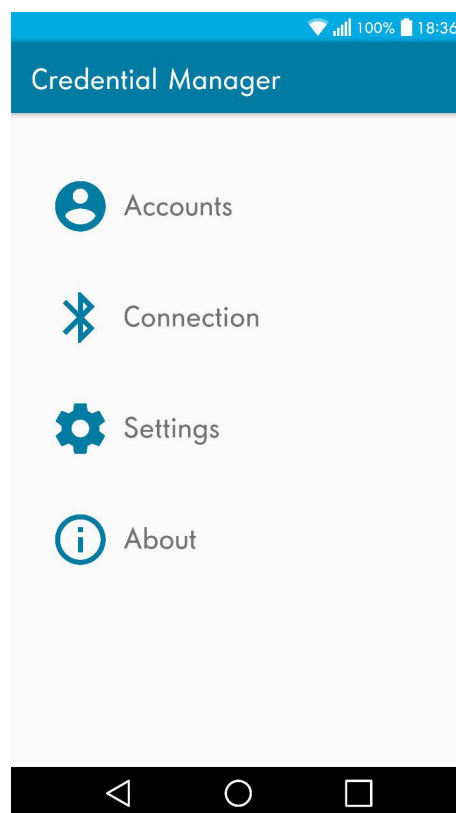 100% 18:36
Credential Manager
Accounts
Connection
Settings
About